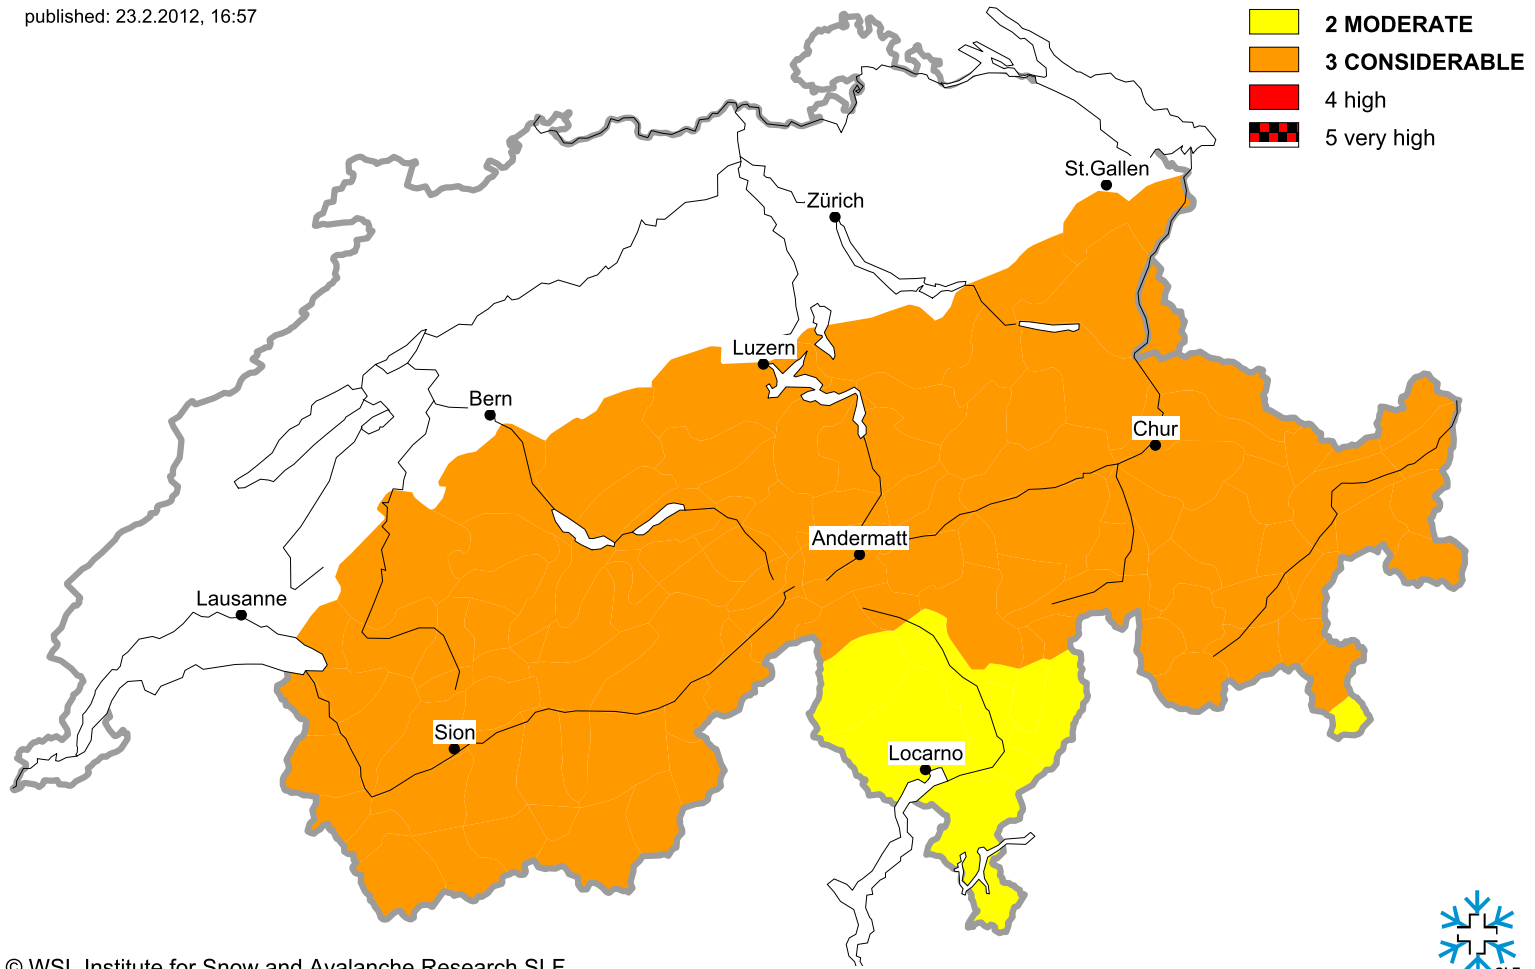 published: 23.2.2012, 16:57
2 MODERATE
3 CONSIDERABLE
4 high
5 very high
St.Gallen
Zürich
Luzern
Bern
Chur
Andermatt
Lausanne
Sion
Locarno
© WSL Institute for Snow and Avalanche Research SLF
SLF